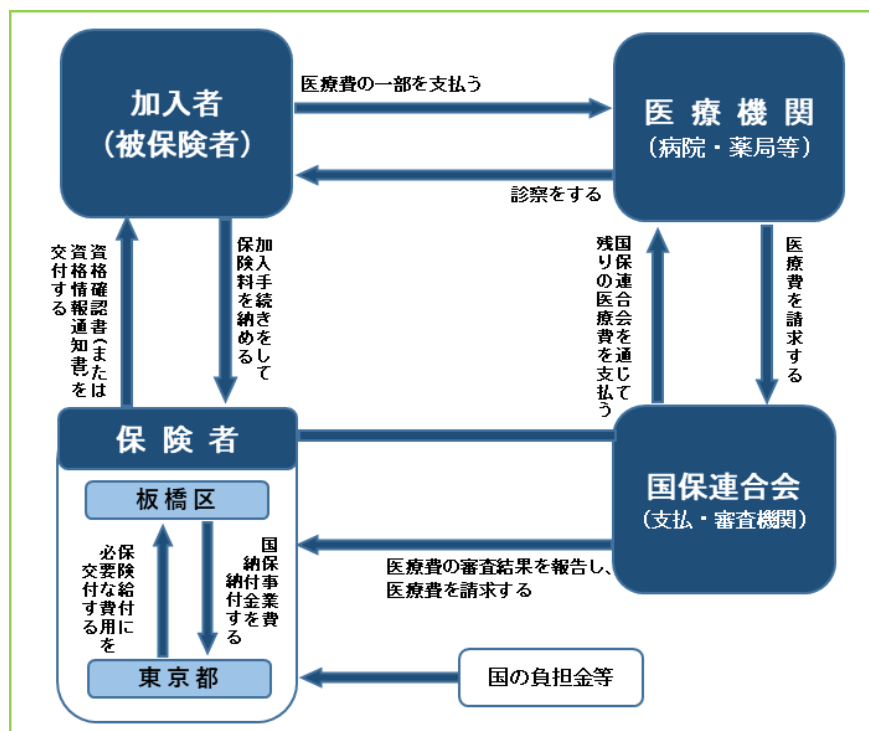 加入者
（被保険者）
医療費の一部を支払う
医療機関
（病院・薬局等）
診察をする
資格確認書（または
資格情報通知書）を
交付する
加入手続きをして
保険料を納める
国保連合会を通じて
残りの医療費を支払う
医療費を請求する
保険者
板橋区
保険給付に
必要な費用を
交付する
国保事業費
納付金を
納付する
東京都
国保連合会
（支払・審査機関）
医療費の審査結果を報告し、
医療費を請求する
国の負担金等